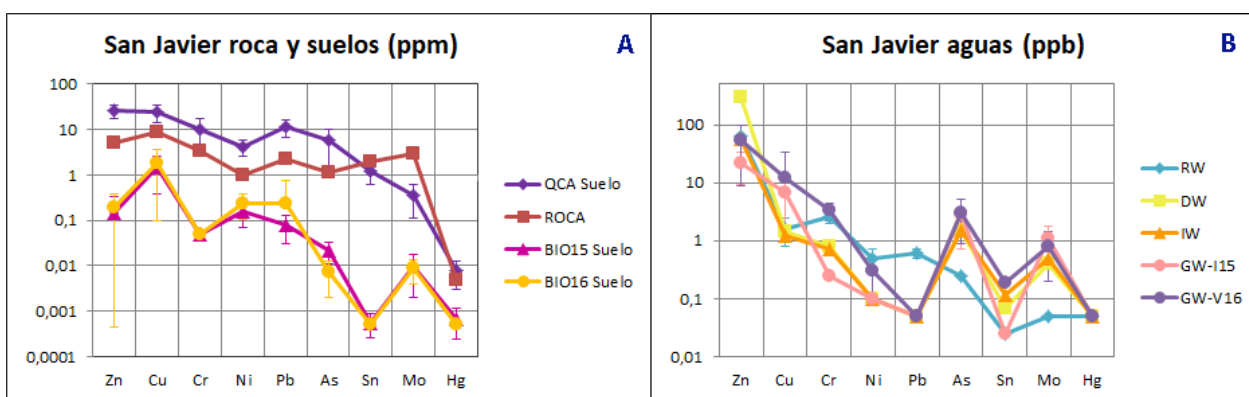 San Javier roca y suelos (ppm)
A
100
10
1
0,1
0,01
0,001
0,0001
Zn Cu Cr Ni Pb As Sn Mo Hg
QCA Suelo
ROCA
BIO15 Suelo
BIO16 Suelo
San Javier aguas (ppb)
B
100
10
1
0,1
0,01
Zn Cu Cr Ni Pb As Sn Mo Hg
RW
DW
IW
GW-I15
GW-V16